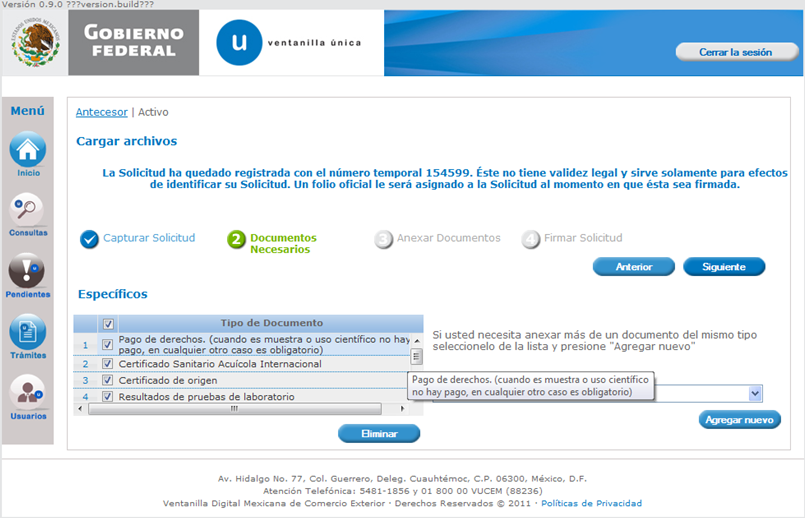 Versión 0.9.0 ???version.build???
ESTADOS UNIDOS MEXICANOS
GOBIERNO
FEDERAL
u
ventanilla única
Cerrar la sesión
Menú
Inicio
Consultas
Pendientes
Trámites
Usuarios
Antecesor | Activo
Cargar archivos
La Solicitud ha quedado registrada con el número temporal 154599. Éste no tiene validez legal y sirve solamente para efectos
de identificar su Solicitud. Un folio oficial le será asignado a la Solicitud al momento en que ésta sea firmada.
Capturar Solicitud
2 Documentos
Necesarios
3 Anexar Documentos
4 Firmar Solicitud
Anterior
Siguiente
Específicos
Tipo de Documento
1 Pago de derechos. (cuando es muestra o uso científico no hay
pago, en cualquier otro caso es obligatorio)
2 Certificado Sanitario Acuícola Internacional
3 Certificado de origen
4 Resultados de pruebas de laboratorio
Eliminar
Si usted necesita anexar más de un documento del mismo tipo
seleccionelo de la lista y presione "Agregar nuevo"
Pago de derechos. (cuando es muestra o uso científico
no hay pago, en cualquier otro caso es obligatorio)
Agregar nuevo
Av. Hidalgo No. 77, Col. Guerrero, Deleg. Cuauhtémoc, C.P. 06300, México, D.F.
Atención Telefónica: 5481-1856 y 01 800 00 VUCEM (88236)
Ventanilla Digital Mexicana de Comercio Exterior · Derechos Reservados © 2011 · Políticas de Privacidad